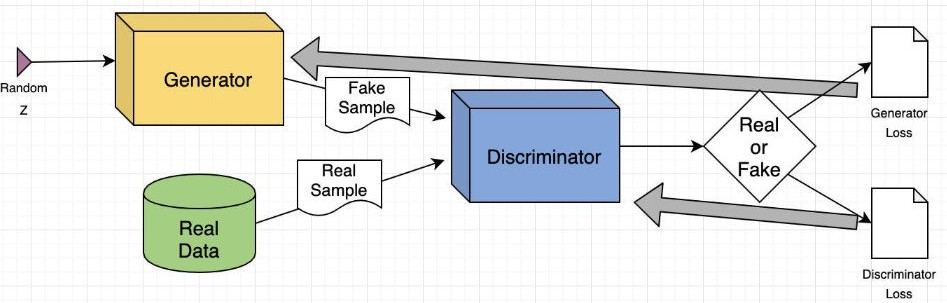 Random
Z
Generator
Fake
Sample
Real
Sample
Real
Data
Discriminator
Real
or
Fake
Generator
Loss
Discriminator
Loss